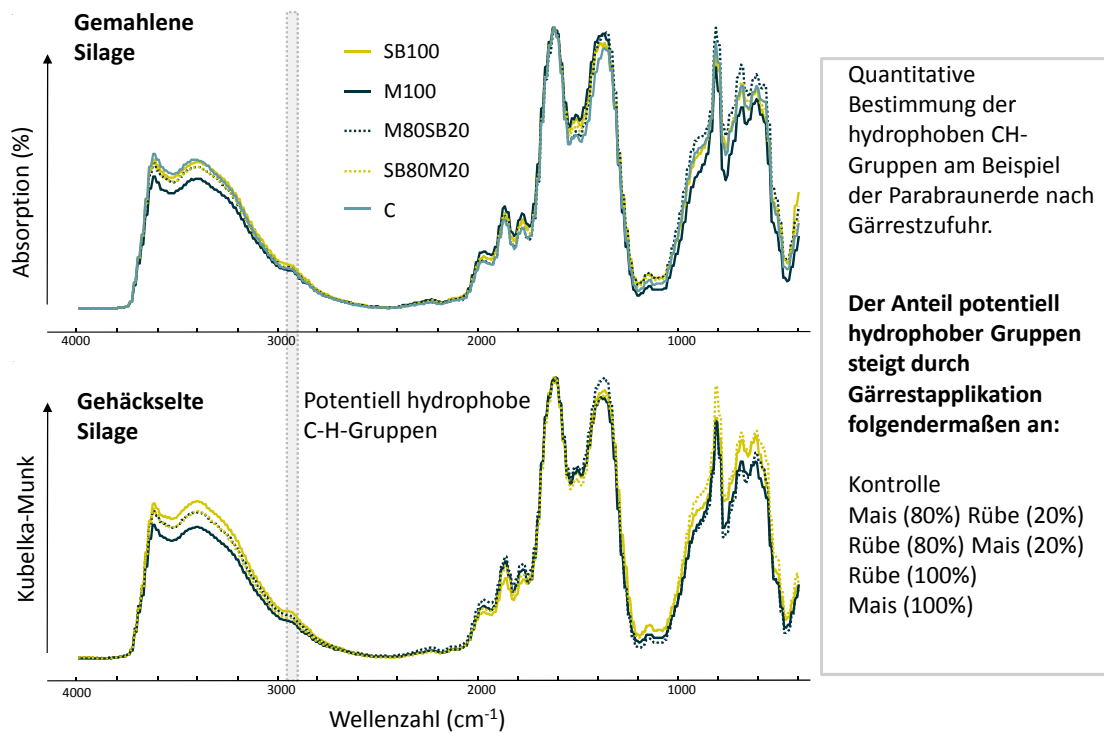 Gemahlene
Silage
SB100
M100
M80SB20
SB80M20
C
Absorption (%)
4000
3000
2000
1000
Gehäckselte
Silage
Potentiell hydrophobe
C-H-Gruppen
Kubelka-Munk
4000
3000
2000
1000
Wellenzahl (cm⁻¹)
Quantitative
Bestimmung der
hydrophoben CH-
Gruppen am Beispiel
der Parabraunerde nach
Gärrestzufuhr.
Der Anteil potentiell
hydrophober Gruppen
steigt durch
Gärrestapplikation
folgendermaßen an:
Kontrolle
Mais (80%) Rübe (20%)
Rübe (80%) Mais (20%)
Rübe (100%)
Mais (100%)